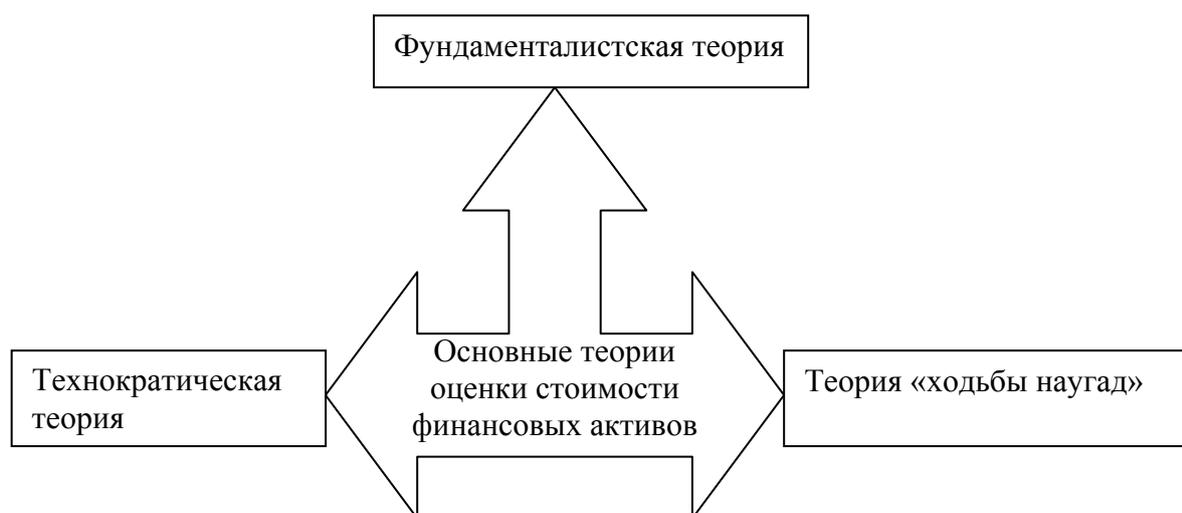 Фундаменталистская теория
Основные теории
оценки стоимости
финансовых активов
Технократическая
теория
Теория «ходьбы наугад»